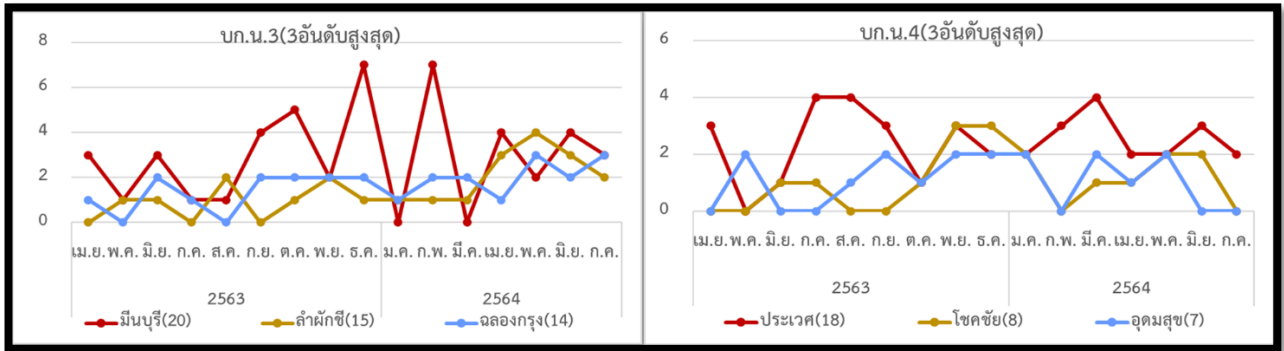 บก.น.3(3อันดับสูงสุด)
8
6
4
2
0
เม.ย. พ.ค. มิ.ย. ก.ค. ส.ค. ก.ย. ต.ค. พ.ย. ธ.ค. ม.ค. ก.พ. มี.ค. เม.ย. พ.ค. มิ.ย. ก.ค.
2563 2564
มีนบุรี(20) ลำผักชี(15) ฉลองกรุง(14)
บก.น.4(3อันดับสูงสุด)
6
4
2
0
เม.ย. พ.ค. มิ.ย. ก.ค. ส.ค. ก.ย. ต.ค. พ.ย. ธ.ค. ม.ค. ก.พ. มี.ค. เม.ย. พ.ค. มิ.ย. ก.ค.
2563 2564
ประเวศ(18) โชคชัย(8) อุดมสุข(7)